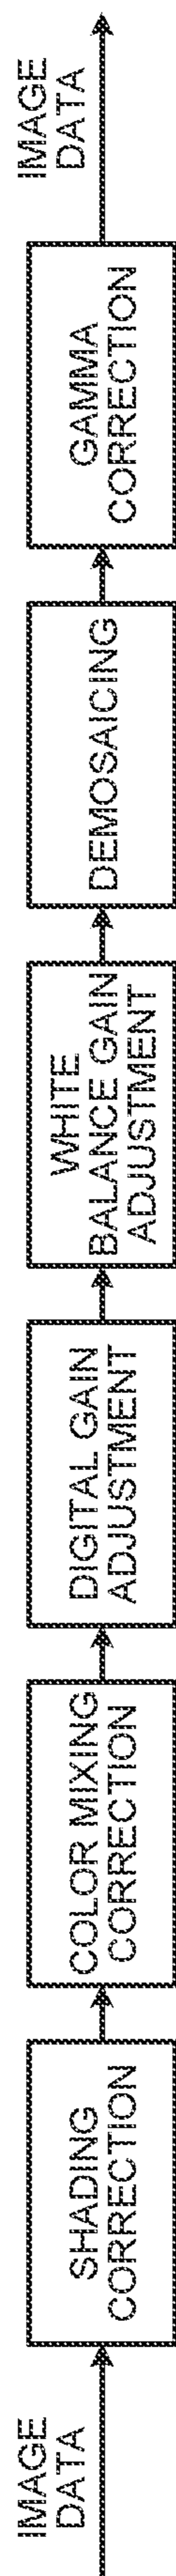 IMAGE
DATA
SHADING
CORRECTION
COLOR MIXING
CORRECTION
DIGITAL GAIN
ADJUSTMENT
WHITE
BALANCE GAIN
ADJUSTMENT
DEMOSAICING
GAMMA
CORRECTION
IMAGE
DATA